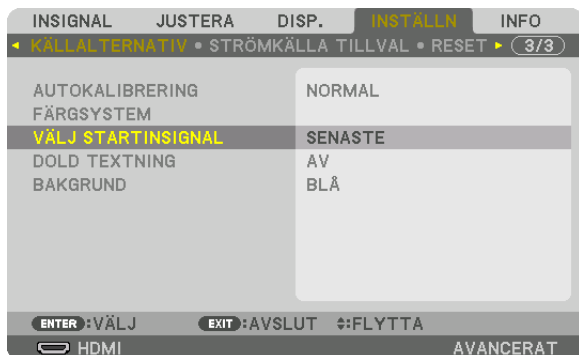 INSIGNAL JUSTERA DISP. INSTÄLLN INFO
KÄLLALTERNATIV • STRÖMKÄLLA TILLVAL • RESET 3/3
AUTOKALIBRERING NORMAL
FÄRGSYSTEM
VÄLJ STARTINSIGNAL SENASTE
DOLD TEXTNING AV
BAKGRUND BLÅ
ENTER :VÄLJ EXIT :AVSLUT :FLYTTA
HDMI AVANCERAT